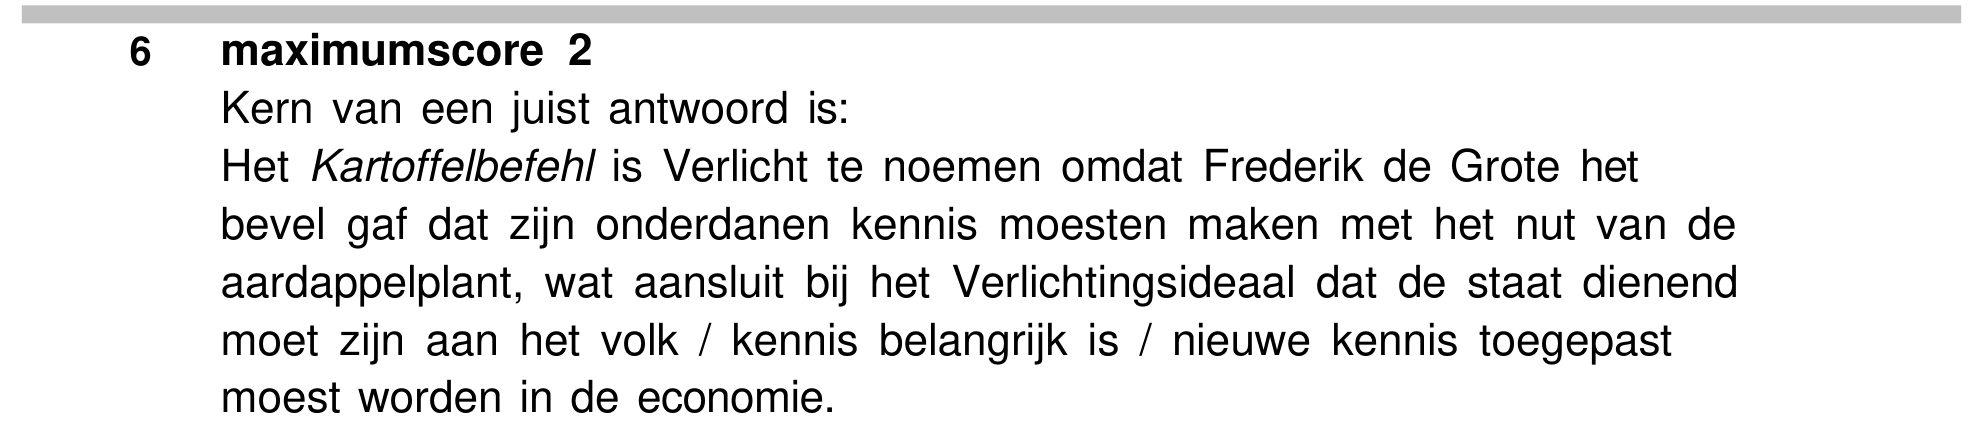 6 maximumscore 2
Kern van een juist antwoord is:
Het Kartoffelbefehl is Verlicht te noemen omdat Frederik de Grote het
bevel gaf dat zijn onderdanen kennis moesten maken met het nut van de
aardappelplant, wat aansluit bij het Verlichtingsideaal dat de staat dienend
moet zijn aan het volk / kennis belangrijk is / nieuwe kennis toegepast
moest worden in de economie.